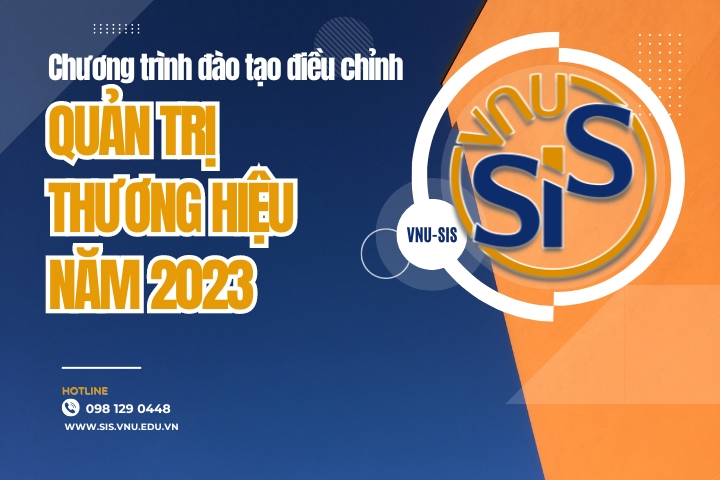 Chương trình đào tạo điều chỉnh
QUẢN TRỊ
THƯƠNG HIỆU
NĂM 2023
VNU
SiS
VNU-SIS
HOTLINE
098 129 0448
WWW.SIS.VNU.EDU.VN